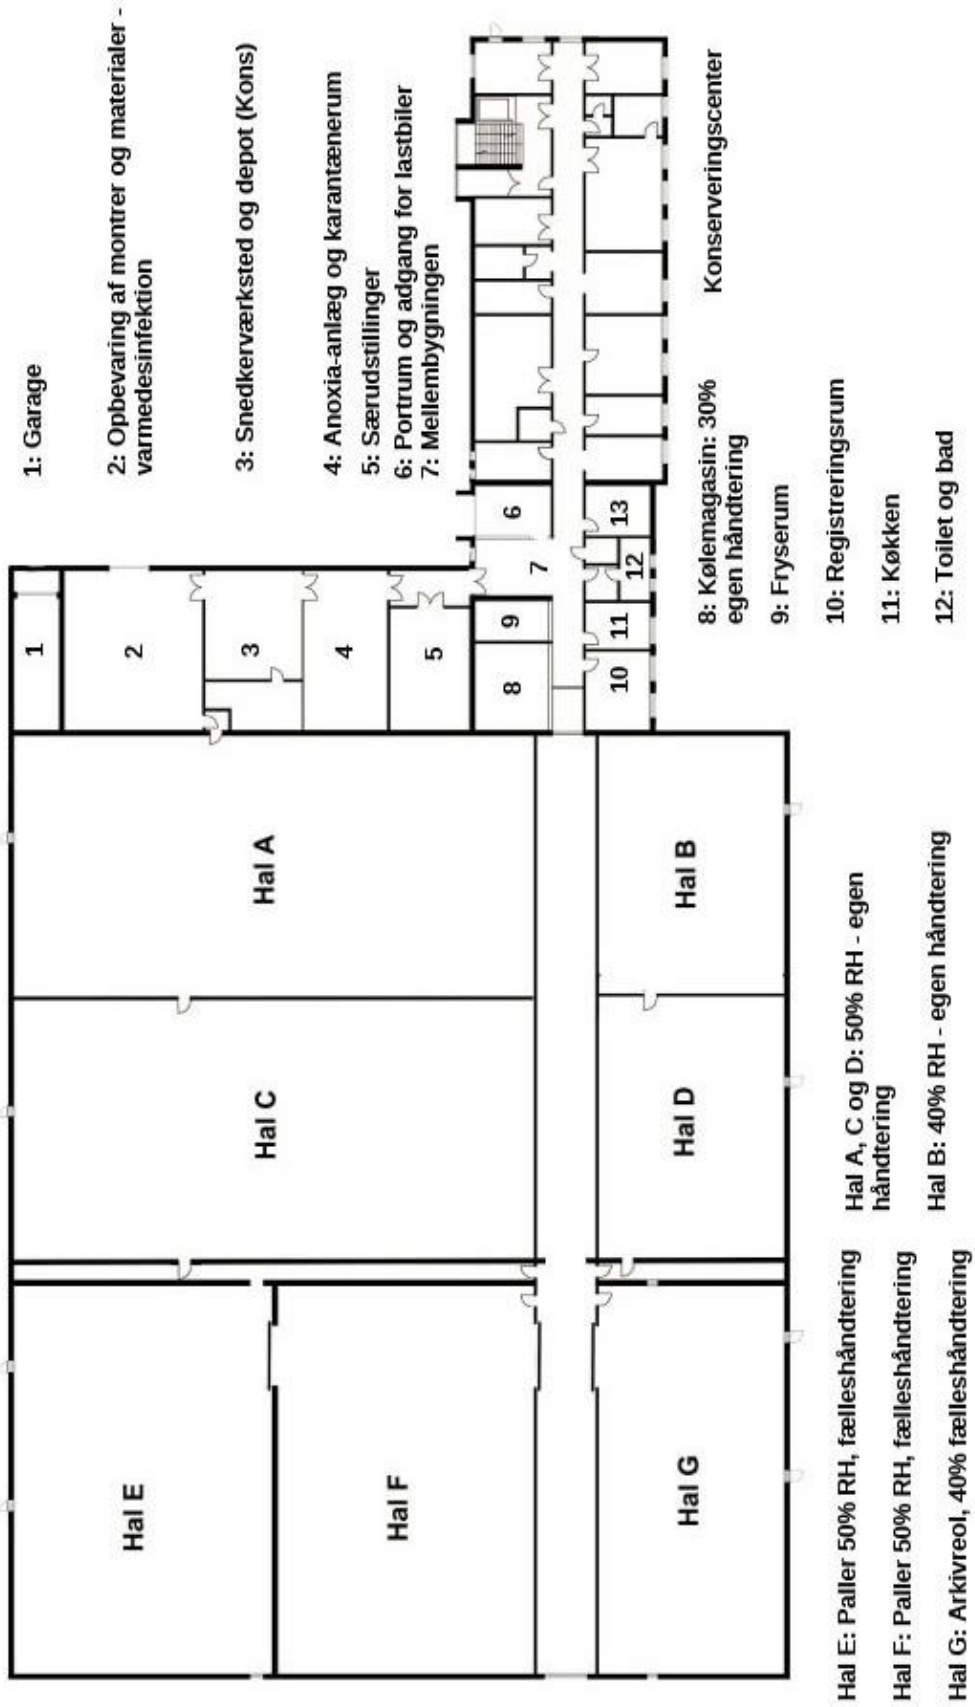 1: Garage
2: Opbevaring af montrer og materialer -
varmedesinfektion
3: Snedkerværksted og depot (Kons)
4: Anoxia-anlæg og karantænerum
5: Særudstillinger
6: Portrum og adgang for lastbiler
7: Mellembygningen
1
2
3
4
5
6
7
8
9
10
11
12
13
Konserveringscenter
8: Kølemagasin: 30%
egen håndtering
9: Fryserum
10: Registreringsrum
11: Køkken
12: Toilet og bad
Hal A
Hal B
Hal C
Hal D
Hal E
Hal F
Hal G
Hal A, C og D: 50% RH - egen
håndtering
Hal B: 40% RH - egen håndtering
Hal E: Paller 50% RH, fælleshåndtering
Hal F: Paller 50% RH, fælleshåndtering
Hal G: Arkivreol, 40% fælleshåndtering